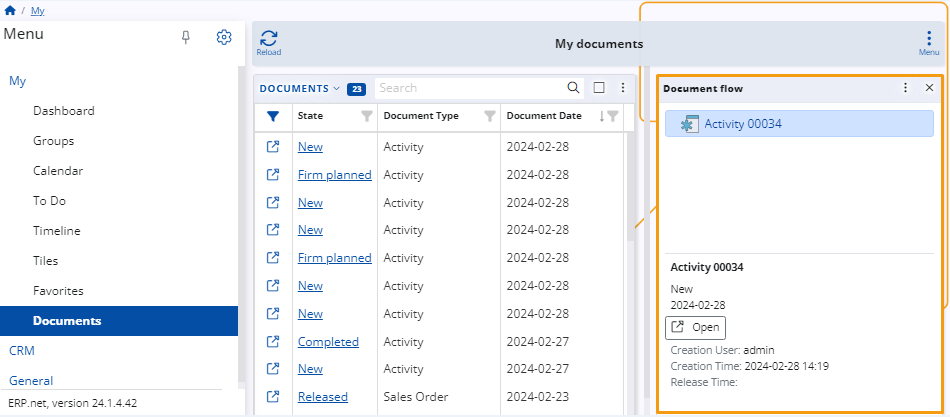 / My
Menu
My
Dashboard
Groups
Calendar
To Do
Timeline
Tiles
Favorites
Documents
CRM
General
ERP.net, version 24.1.4.42
Reload
My documents
Menu
DOCUMENTS 23 Search
State Document Type Document Date
New Activity 2024-02-28
Firm planned Activity 2024-02-28
New Activity 2024-02-28
New Activity 2024-02-28
Firm planned Activity 2024-02-28
New Activity 2024-02-28
New Activity 2024-02-28
Completed Activity 2024-02-27
New Activity 2024-02-27
Released Sales Order 2024-02-23
Document flow
Activity 00034
Activity 00034
New
2024-02-28
Open
Creation User: admin
Creation Time: 2024-02-28 14:19
Release Time: